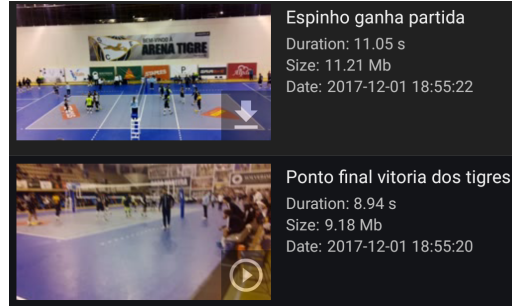 Espinho ganha partida
Duration: 11.05 s
Size: 11.21 Mb
Date: 2017-12-01 18:55:22
ARENA TIGRE
Ponto final vitoria dos tigres
Duration: 8.94 s
Size: 9.18 Mb
Date: 2017-12-01 18:55:20